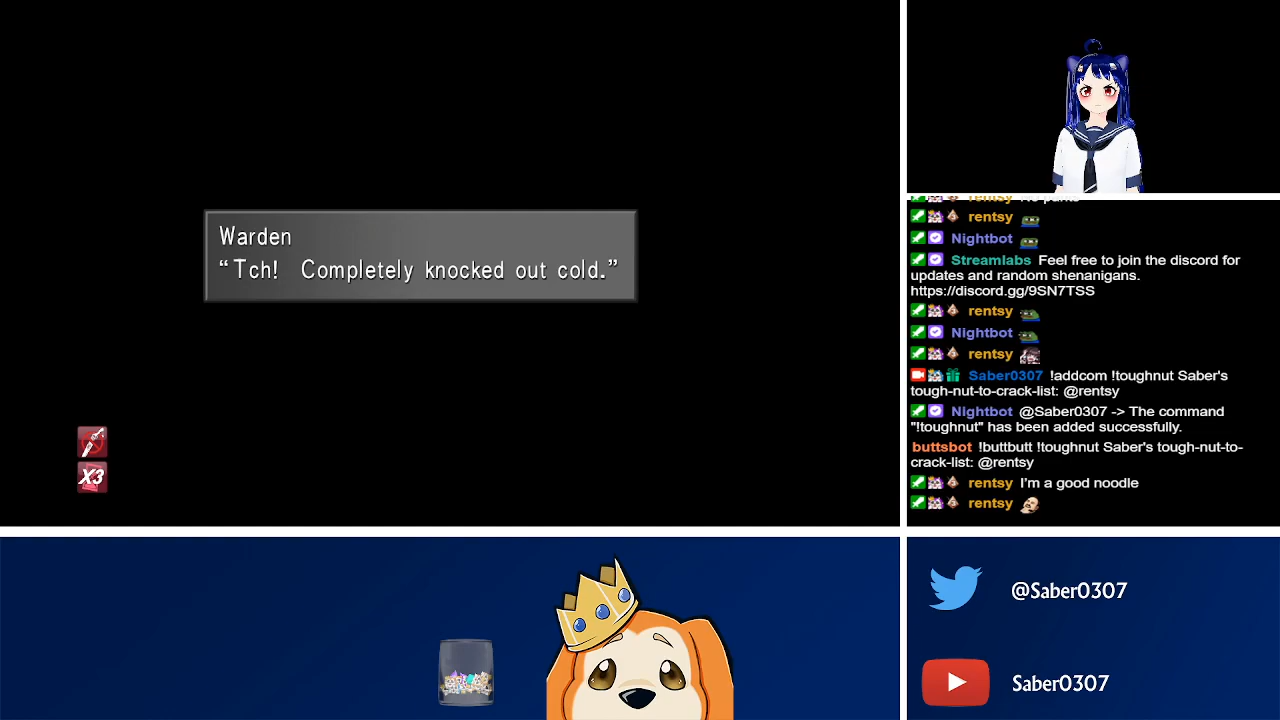 Warden
“Tch! Completely knocked out cold.”
X3
rentsy
Nightbot
Streamlabs Feel free to join the discord for
updates and random shenanigans.
https://discord.gg/9SN7TSS
rentsy
Nightbot
rentsy
Saber0307 !addcom !toughnut Saber's
tough-nut-to-crack-list: @rentsy
Nightbot @Saber0307 -> The command
"!toughnut" has been added successfully.
buttsbot !buttbutt !toughnut Saber's tough-nut-to-
crack-list: @rentsy
rentsy I'm a good noodle
rentsy
@Saber0307
Saber0307